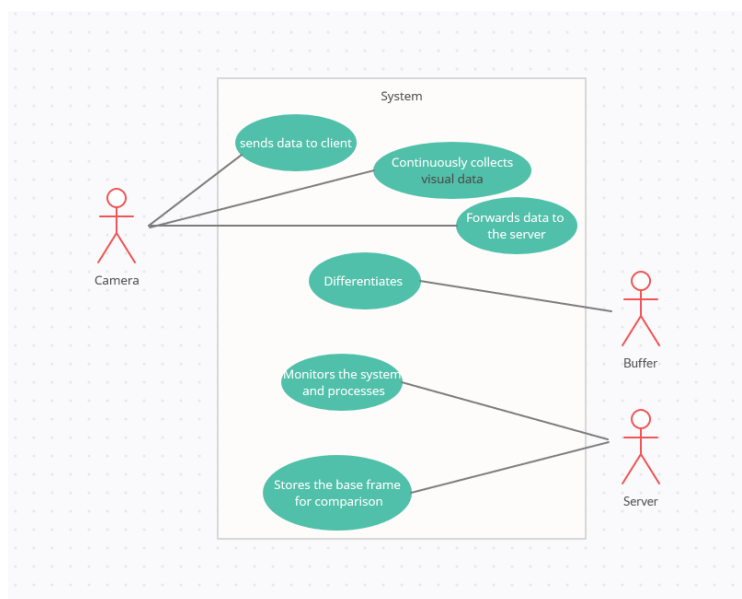 System
sends data to client
Continuously collects
visual data
Forwards data to
the server
Camera
Differentiates
Buffer
Monitors the system
and processes
Server
Stores the base frame
for comparison